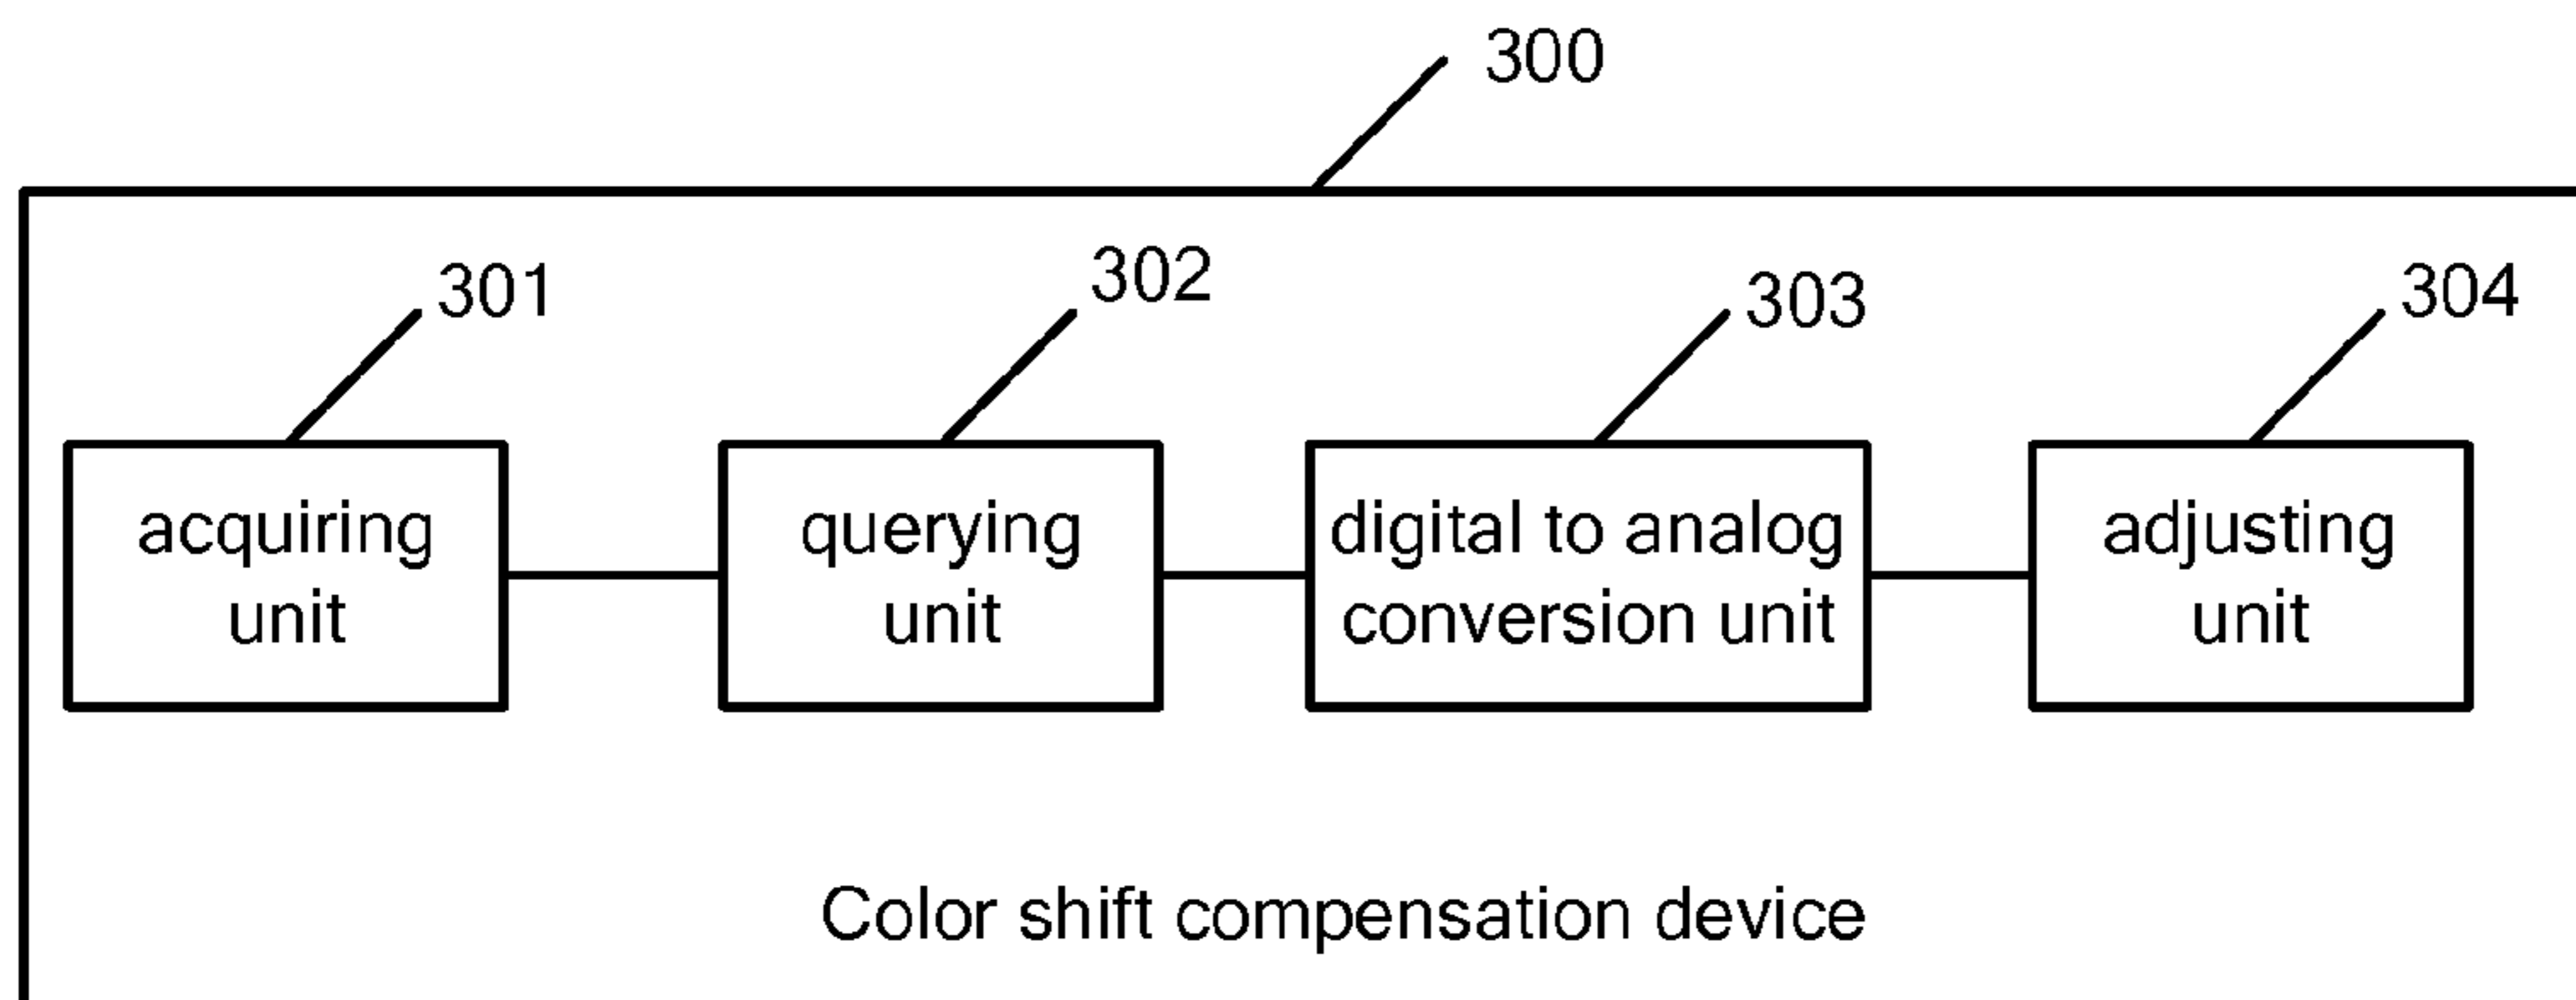 300
301
302
303
304
acquiring
unit
querying
unit
digital to analog
conversion unit
adjusting
unit
Color shift compensation device